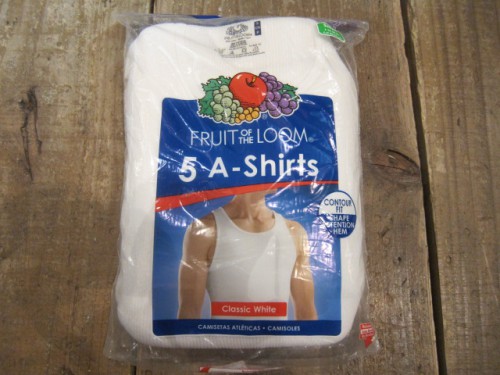 FRUIT OF THE LOOM®
5 A-Shirts
CONTOUR
FIT
SHAPE
RETENTION
HEM
Classic White
CAMISETAS ATLÉTICAS • CAMISOLES